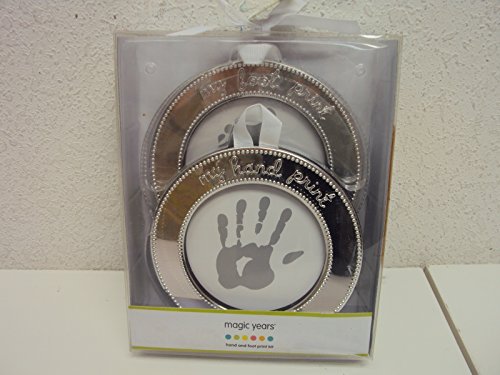 my foot print
my hand print
magic years®
hand and foot print kit